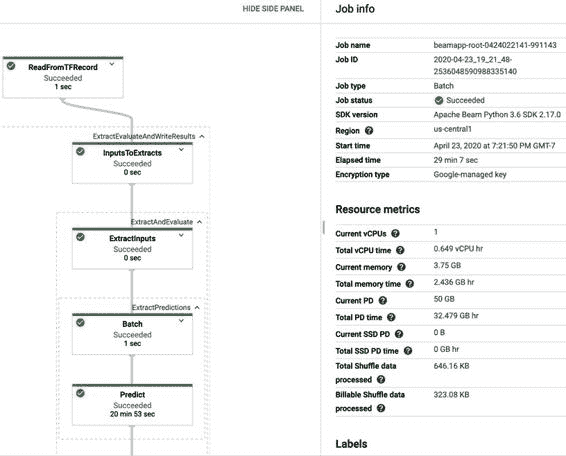 HIDE SIDE PANEL
ReadFromTFRecord
Succeeded
1 sec
ExtractEvaluateAndWriteResults
InputsToExtracts
Succeeded
0 sec
ExtractAndEvaluate
ExtractInputs
Succeeded
0 sec
ExtractPredictions
Batch
Succeeded
1 sec
Predict
Succeeded
20 min 53 sec
Job info
Job name beamapp-root-0424022141-991143
Job ID 2020-04-23_19_21_48-
2536048590988335140
Job type Batch
Job status Succeeded
SDK version Apache Beam Python 3.6 SDK 2.17.0
Region us-central1
Start time April 23, 2020 at 7:21:50 PM GMT-7
Elapsed time 29 min 7 sec
Encryption type Google-managed key
Resource metrics
Current vCPUs 1
Total vCPU time 0.649 vCPU hr
Current memory 3.75 GB
Total memory time 2.436 GB hr
Current PD 50 GB
Total PD time 32.479 GB hr
Current SSD PD 0 B
Total SSD PD time 0 GB hr
Total Shuffle data 646.16 KB
processed
Billable Shuffle data 323.08 KB
processed
Labels